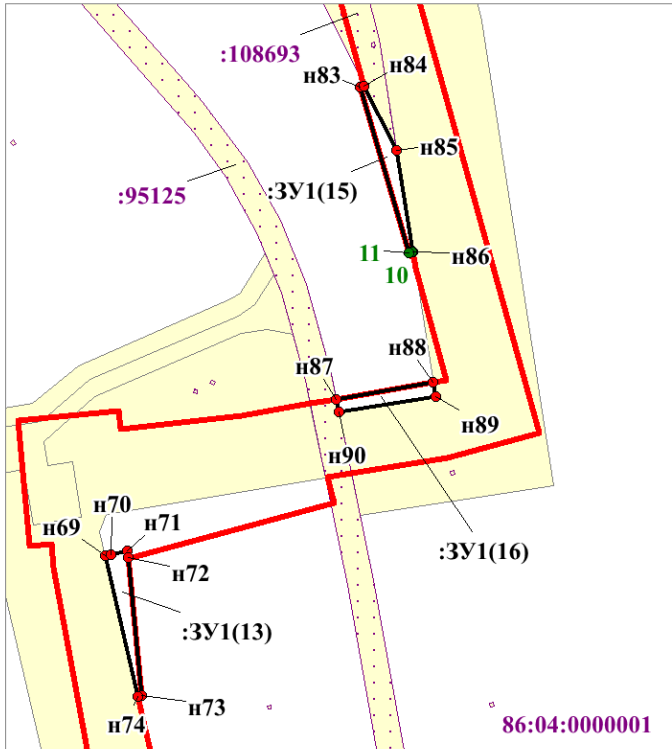 :108693
н83
н84
н85
:ЗУ1(15)
:95125
11
10
н86
н87
н88
н89
н90
н70
н71
н69
н72
:ЗУ1(16)
:ЗУ1(13)
н73
н74
86:04:0000001